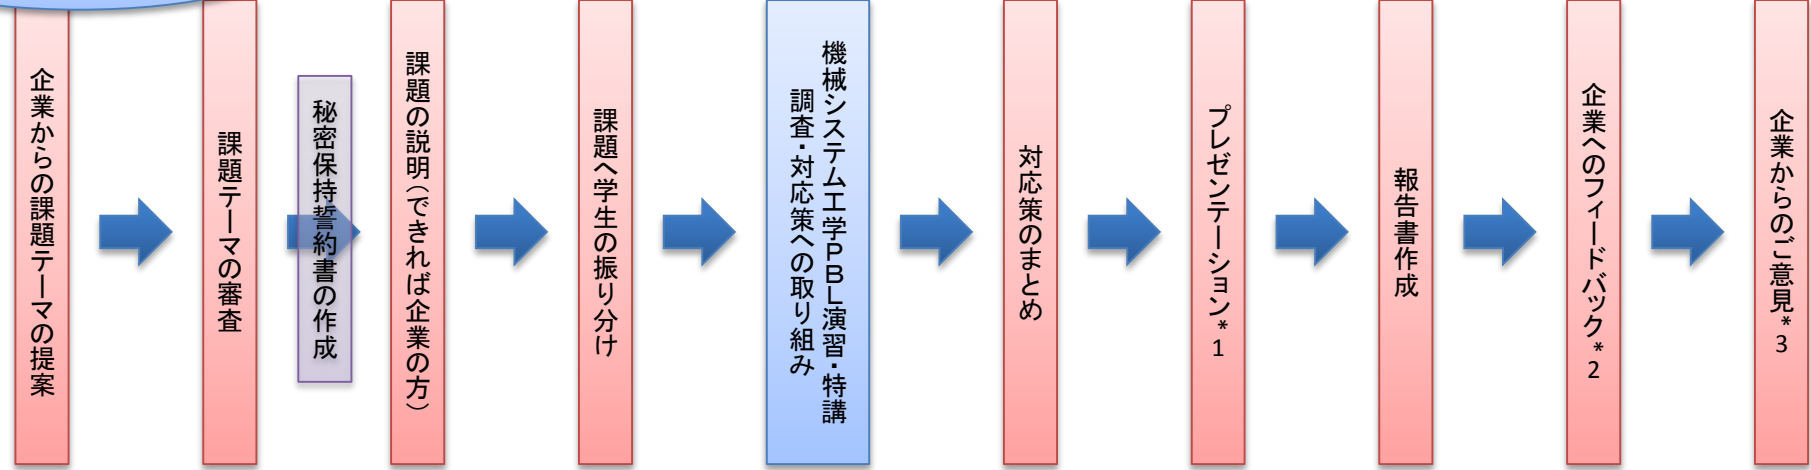 企業からの課題テーマの提案
課題テーマの審査
秘密保持誓約書の作成
課題の説明（できれば企業の方）
課題へ学生の振り分け
機械システム工学ＰＢＬ演習・特講
調査・対応策への取り組み
対応策のまとめ
プレゼンテーション*1
報告書作成
企業へのフィードバック*2
企業からのご意見*3